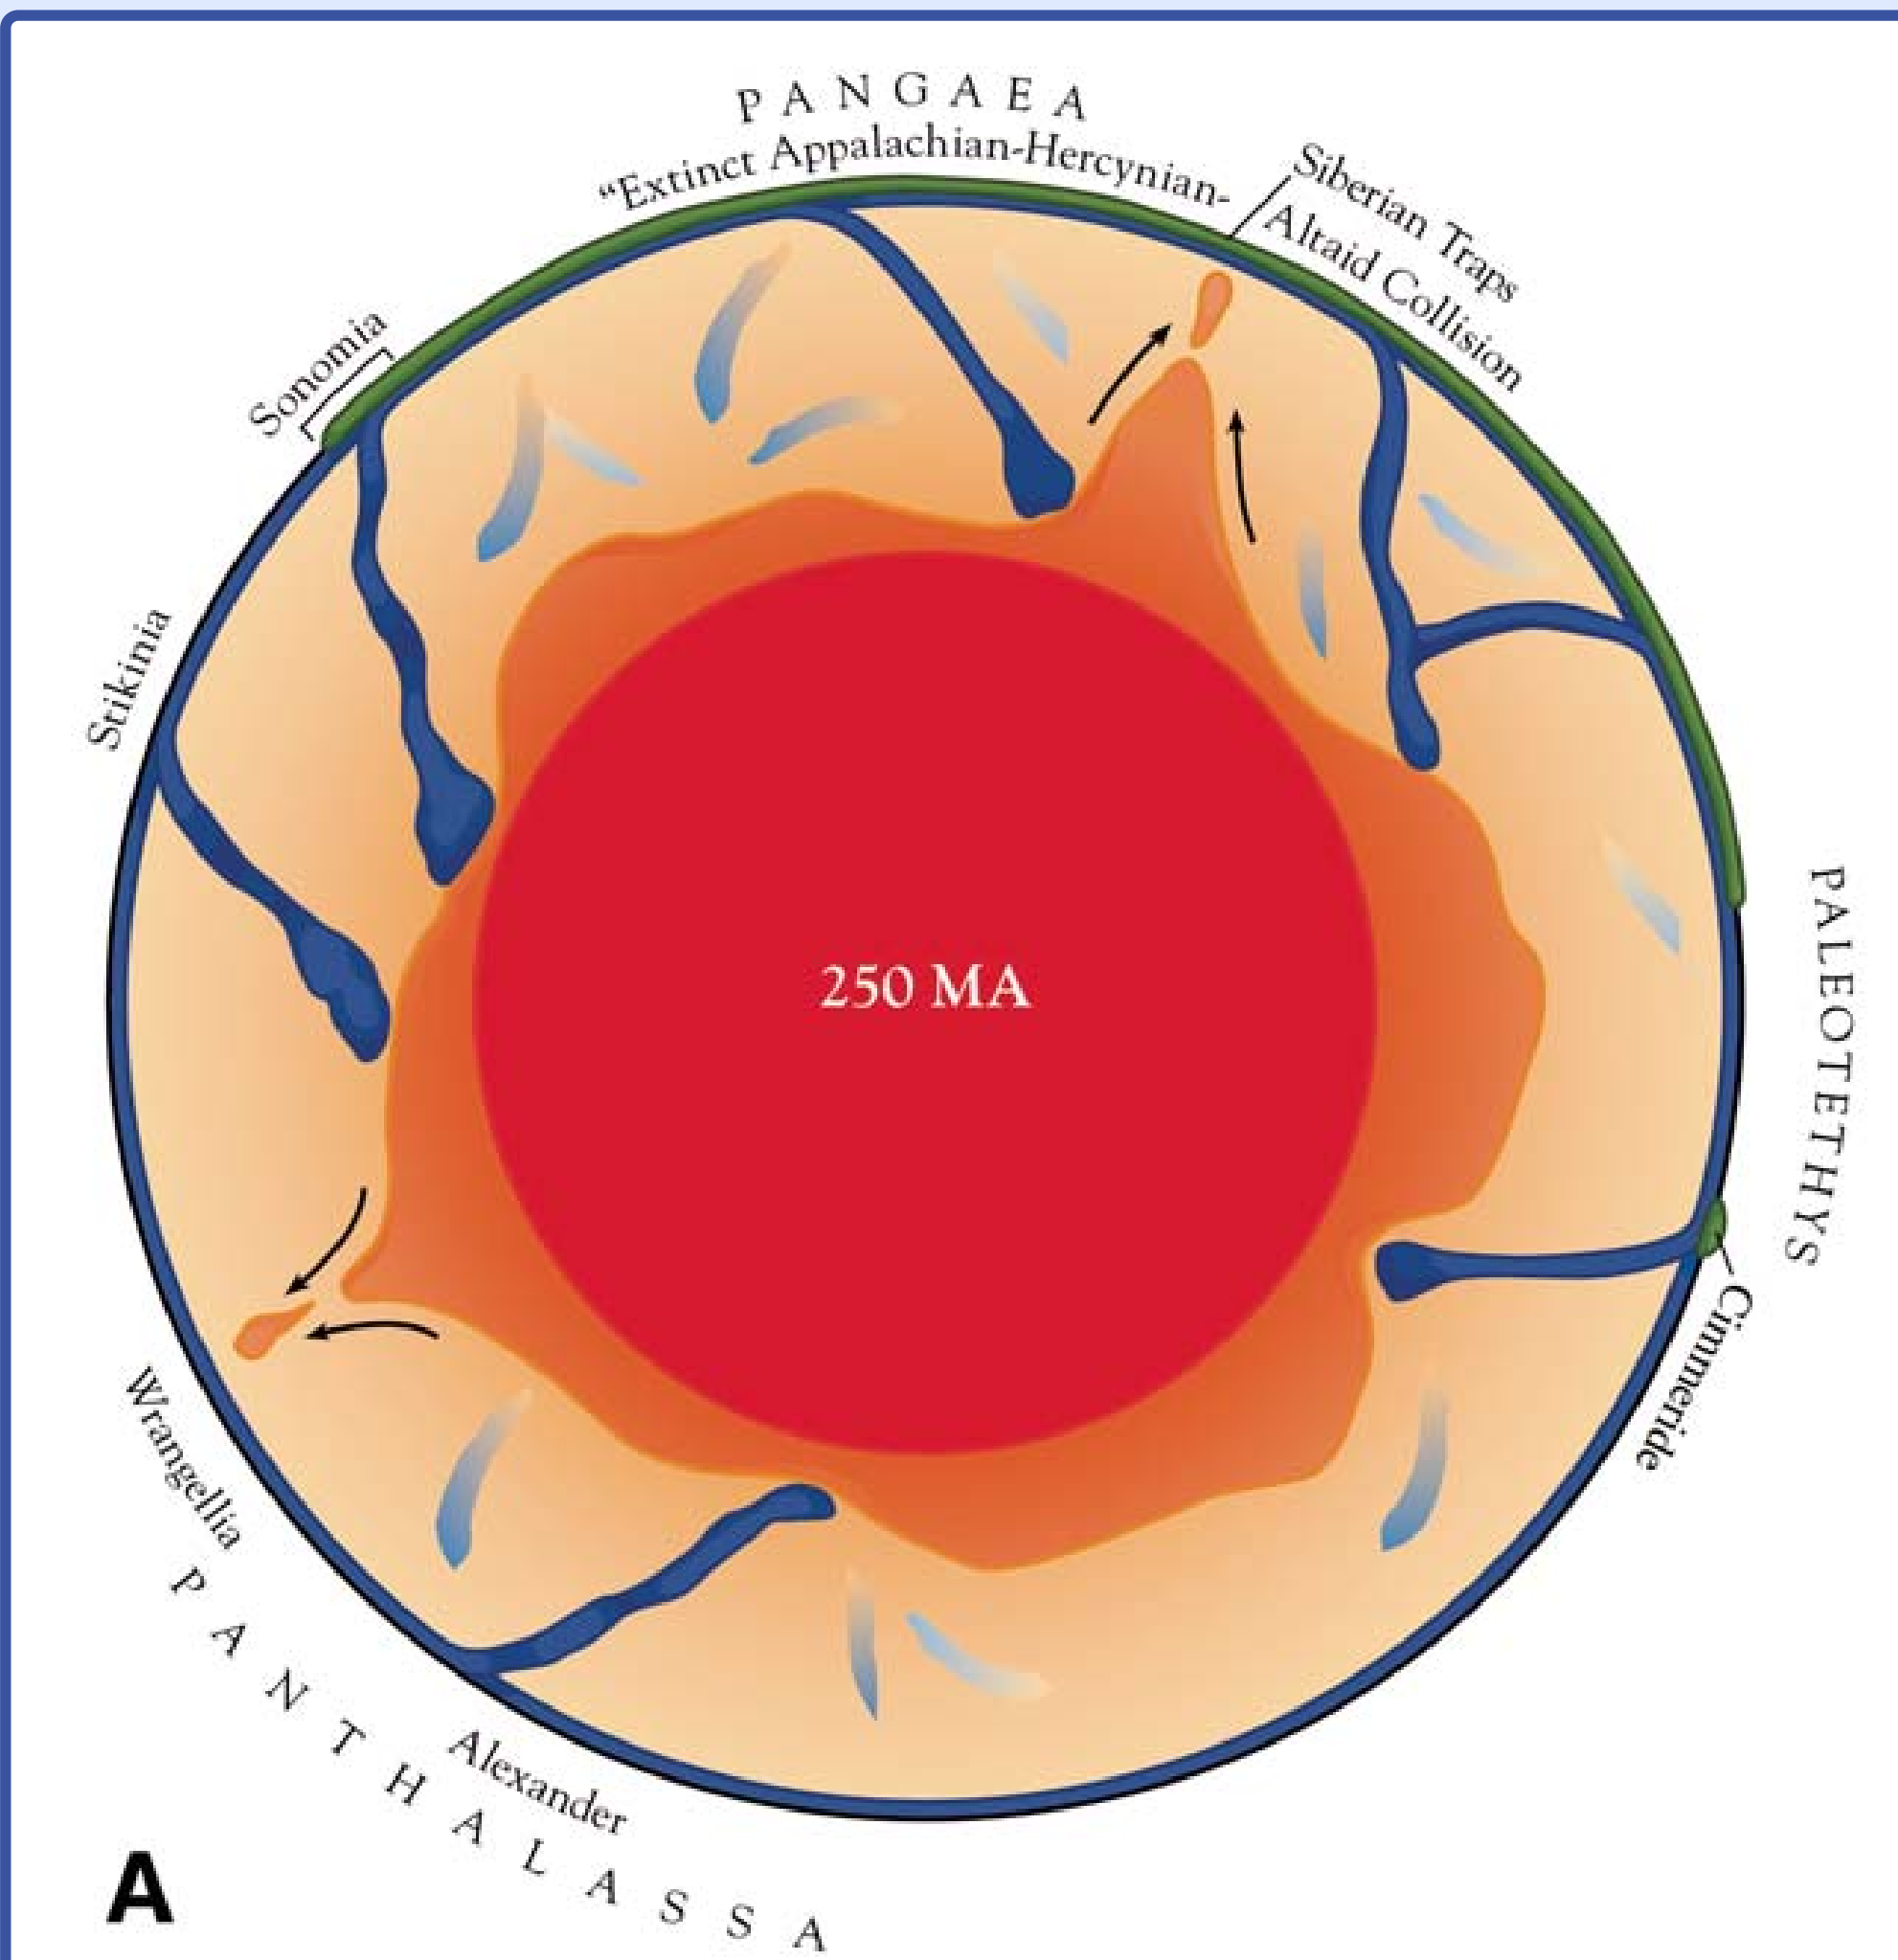 PANGAEA
“Extinct Appalachian-Hercynian-
Siberian Traps
Altaid Collision
Sonomia
Stikinia
250 MA
PALEOTETHYS
Cimmeride
Wrangellia
PANTHALASSA
Alexander
A